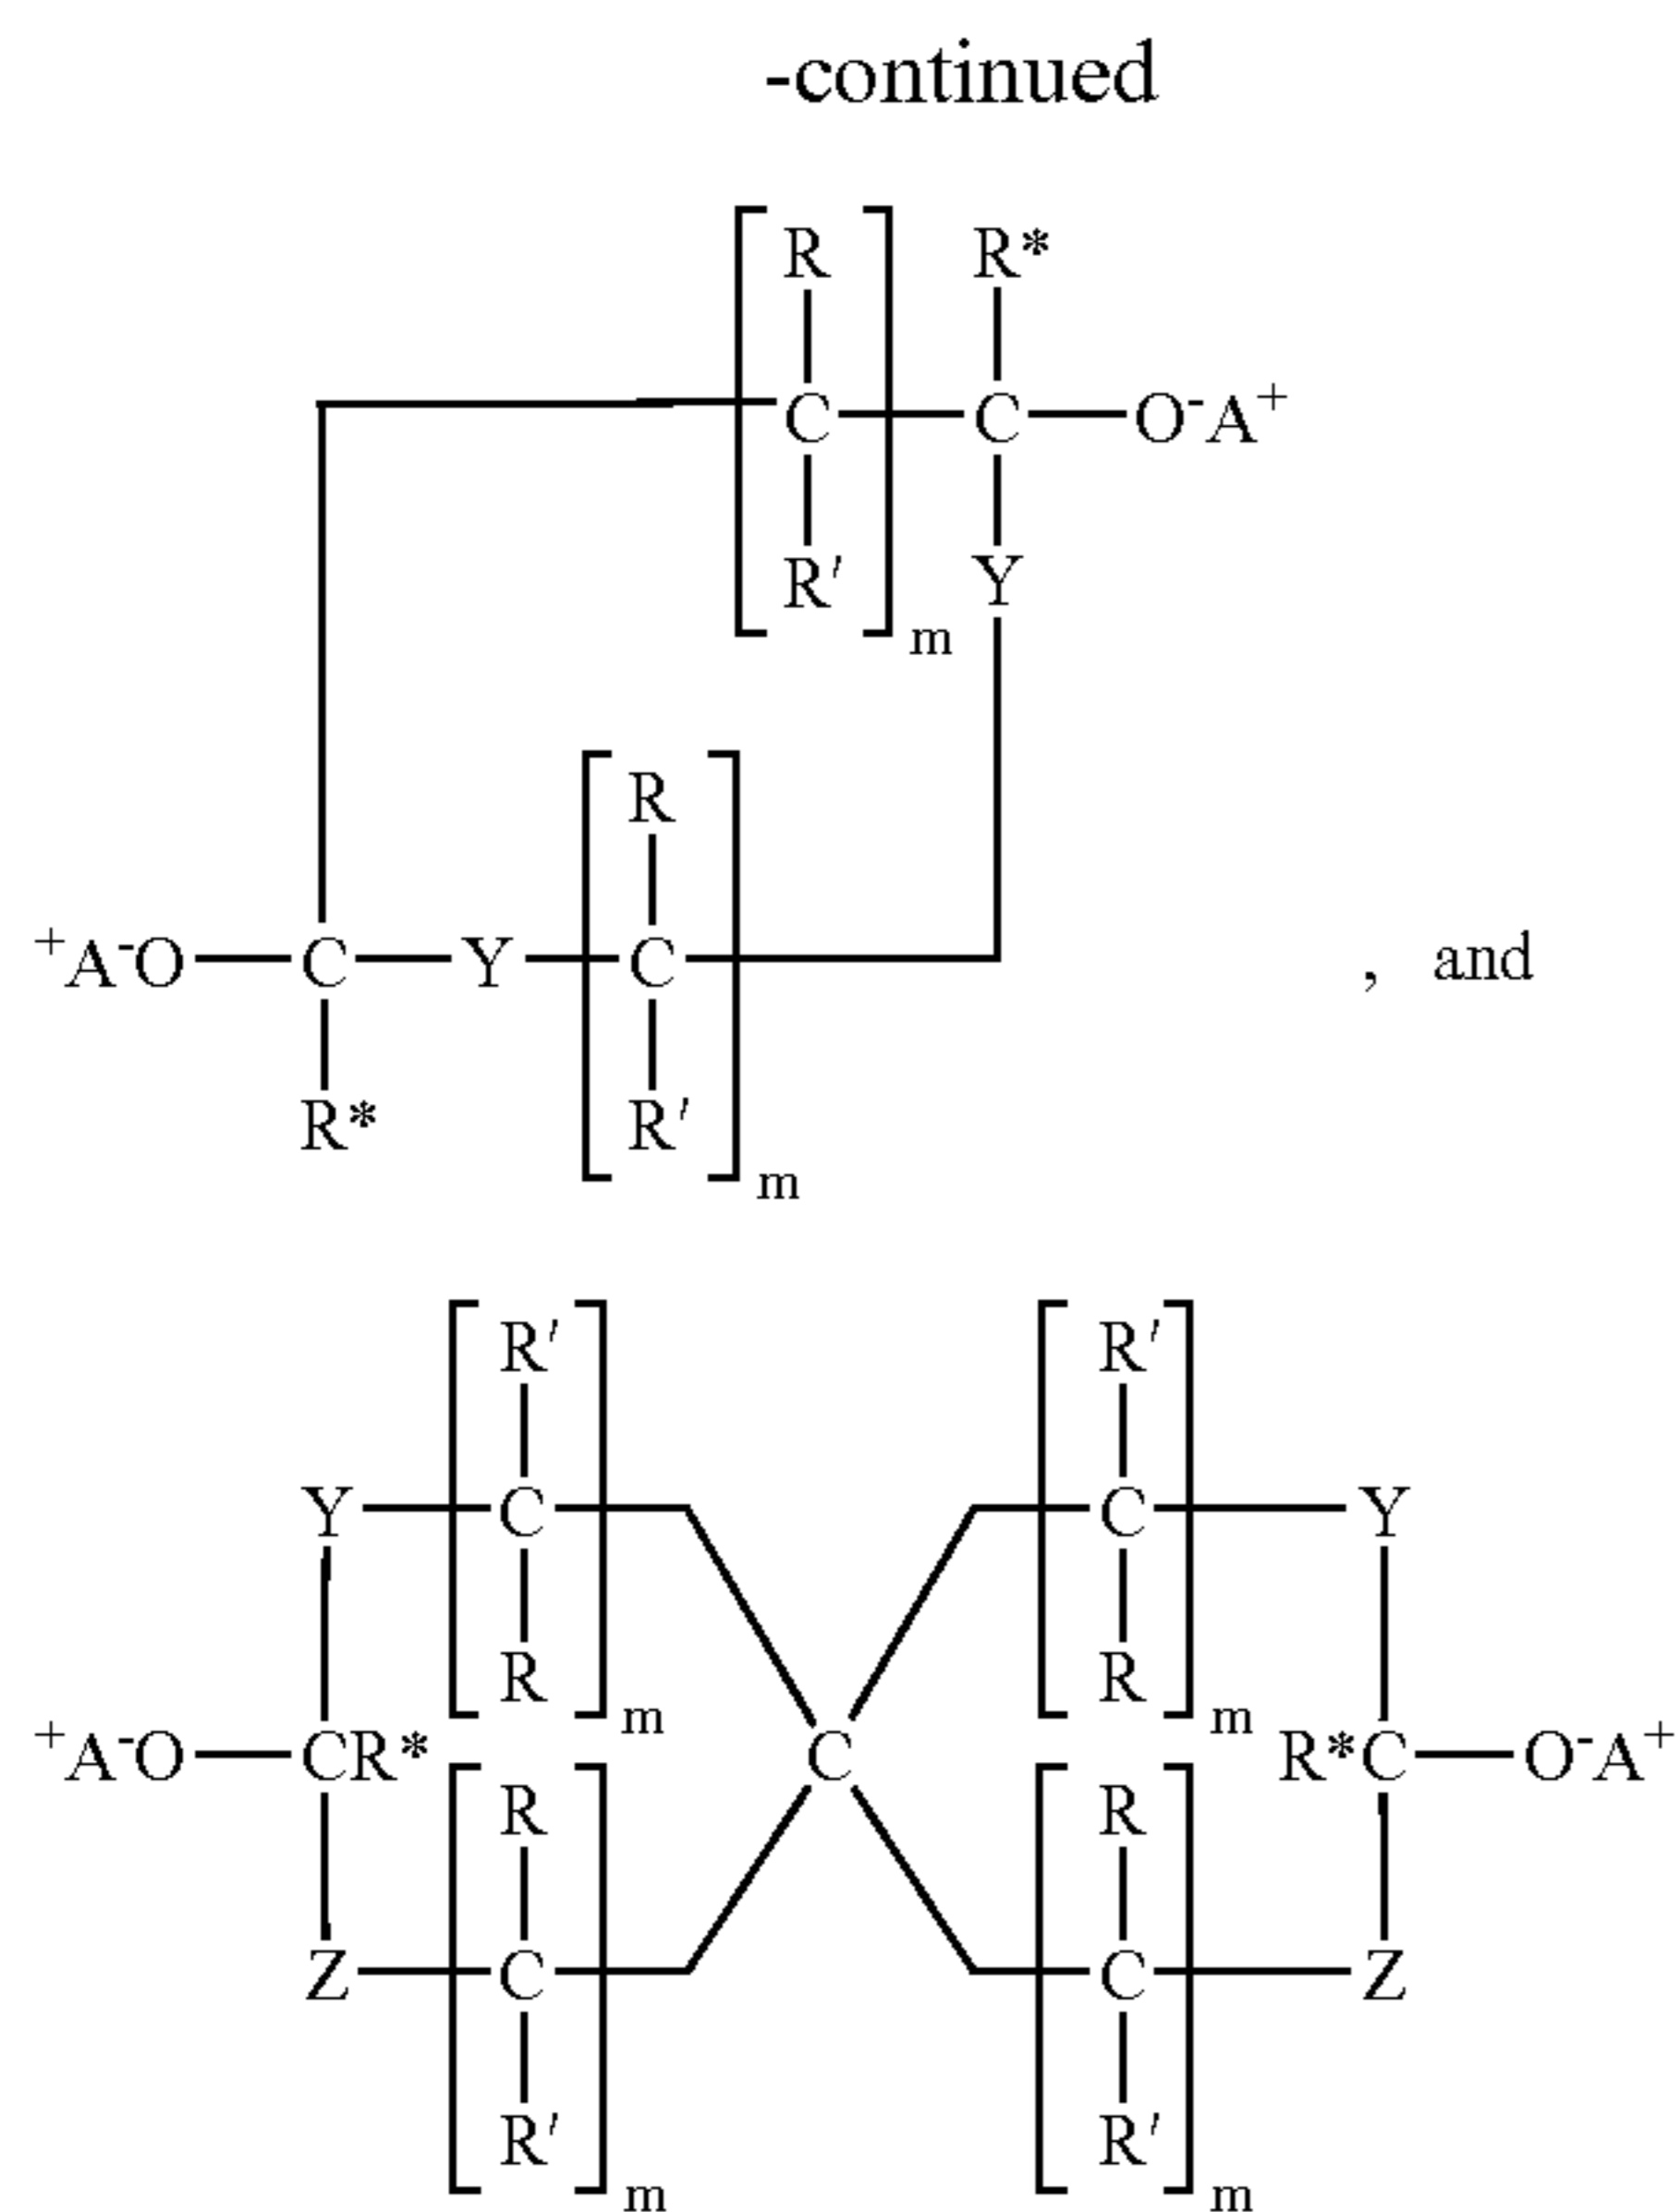 -continued
R R*
C C O⁻A⁺
R′ Y
m
R
⁺A⁻O C Y C , and
R* R′
m
R′ R′
Y C C Y
R R
m m
⁺A⁻O CR* C R*C O⁻A⁺
R R
Z C C Z
R′ R′
m m